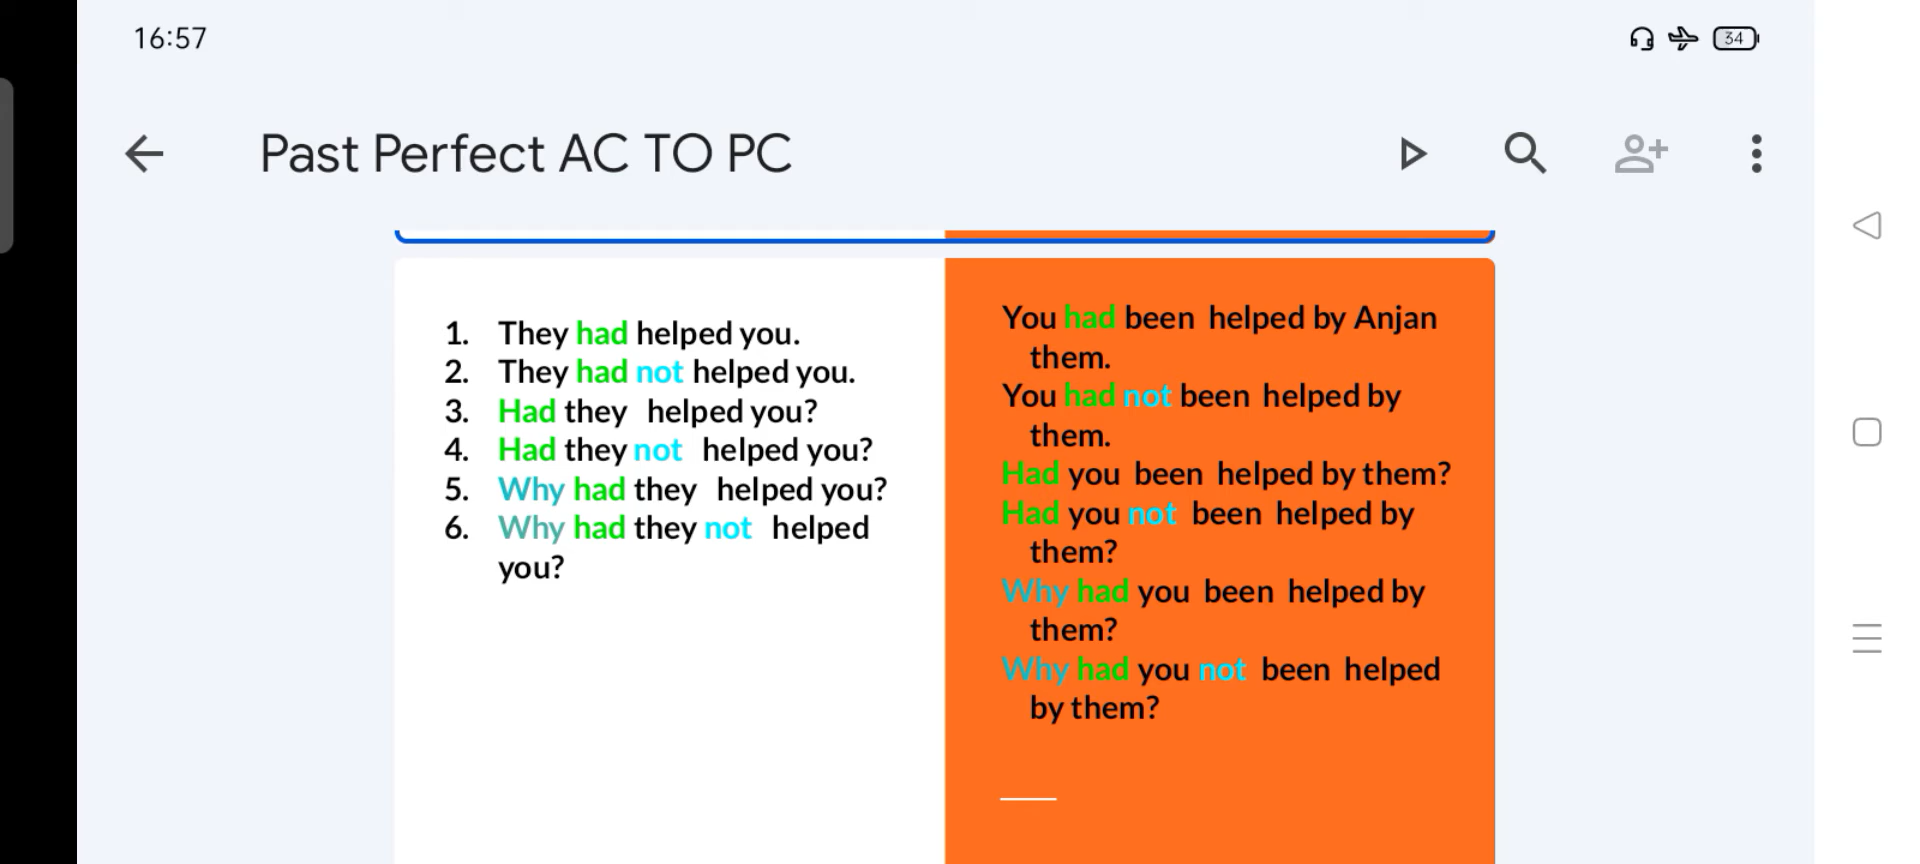 16:57
34
Past Perfect AC TO PC
1. They had helped you.
2. They had not helped you.
3. Had they helped you?
4. Had they not helped you?
5. Why had they helped you?
6. Why had they not helped
you?
You had been helped by Anjan
them.
You had not been helped by
them.
Had you been helped by them?
Had you not been helped by
them?
Why had you been helped by
them?
Why had you not been helped
by them?